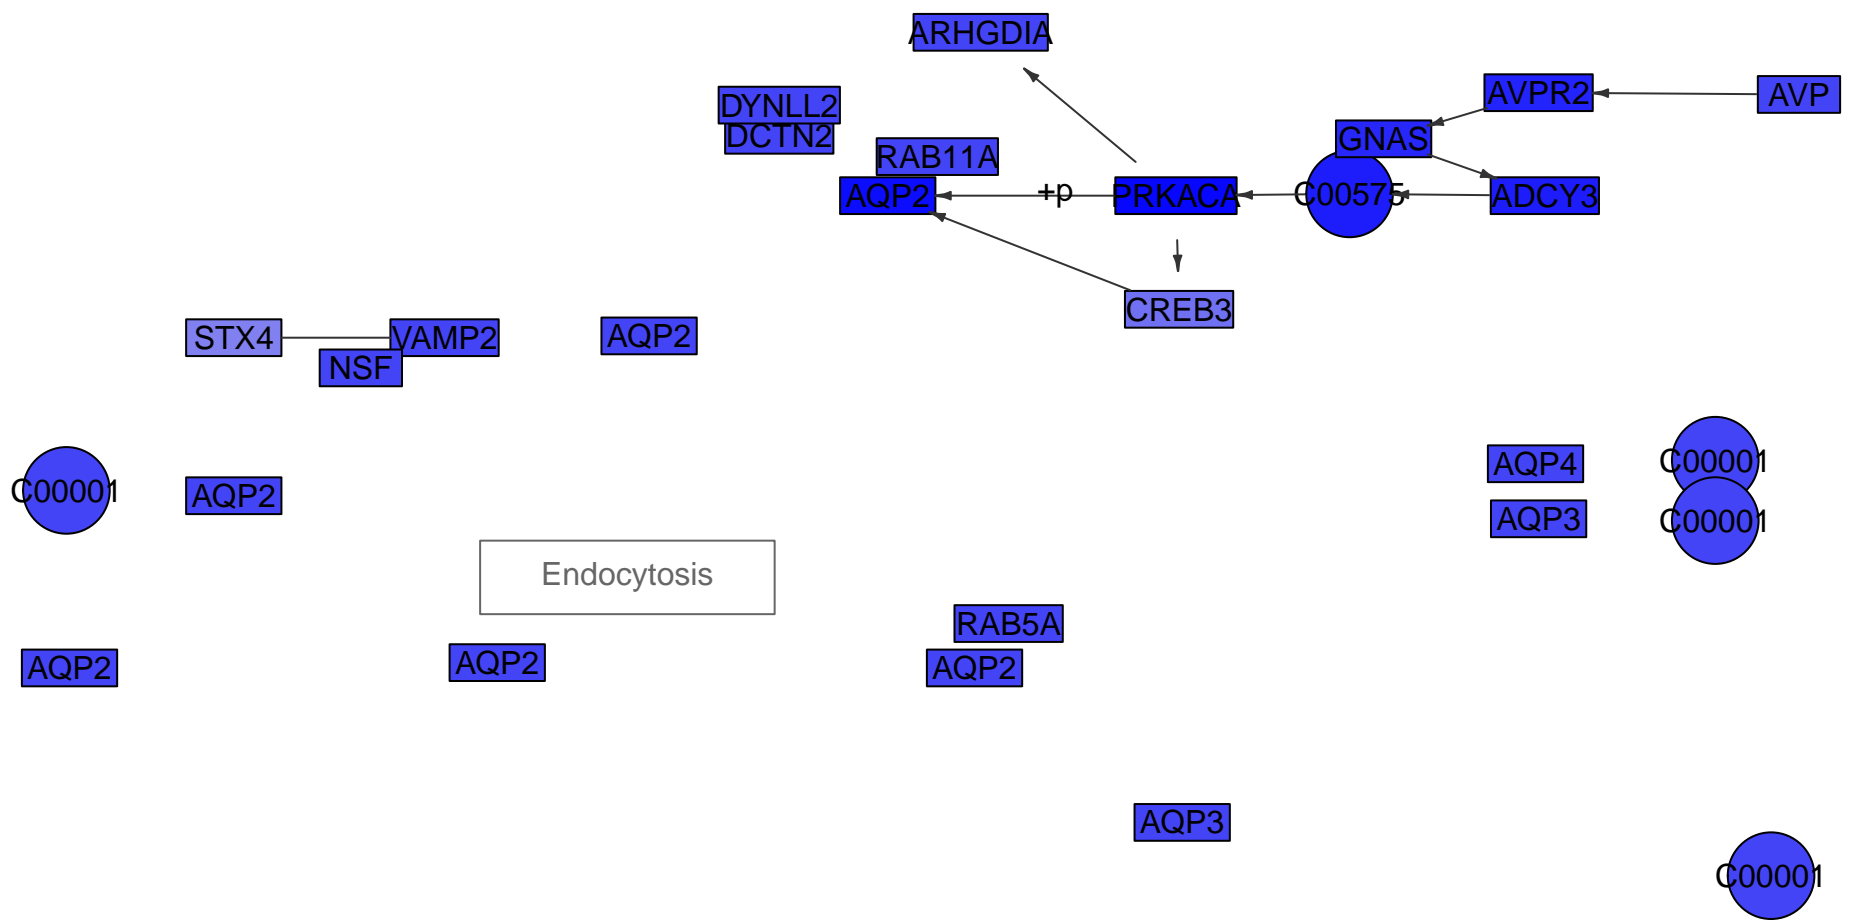 ARHGDIA
AVPR2
AVP
DYNLL2
DCTN2
GNAS
RAB11A
AQP2
+p
PRKACA
C00575
ADCY3
CREB3
STX4
VAMP2
AQP2
NSF
C00001
AQP2
AQP4
C00001
AQP3
C00001
Endocytosis
RAB5A
AQP2
AQP2
AQP2
AQP3
C00001